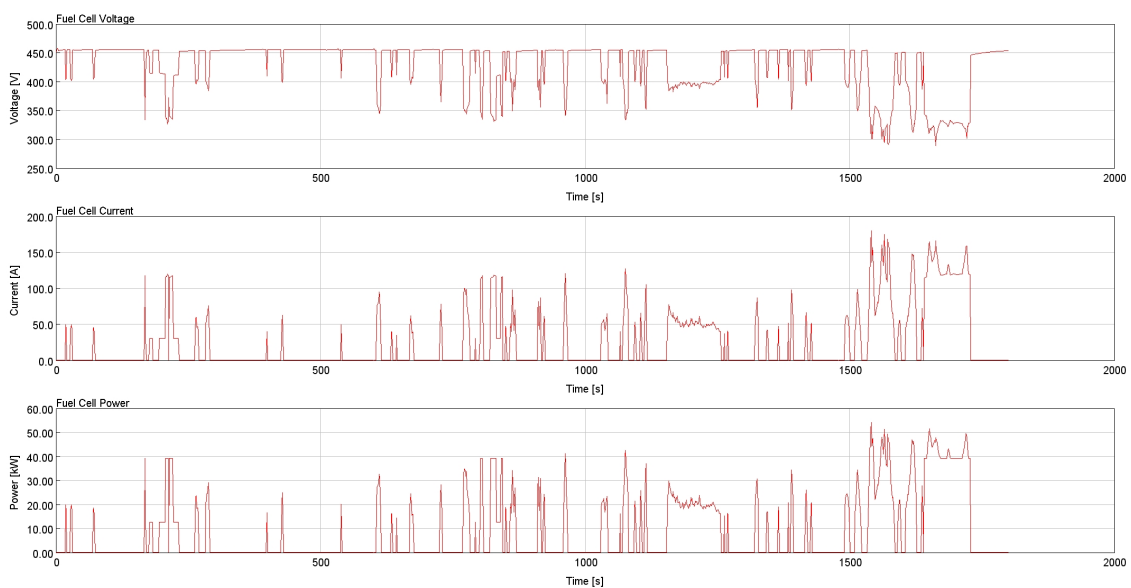 Fuel Cell Voltage
500.0
450.0
400.0
350.0
300.0
250.0
Voltage [V]
0 500 1000 1500 2000
Time [s]
Fuel Cell Current
200.0
150.0
100.0
50.0
0.0
Current [A]
0 500 1000 1500 2000
Time [s]
Fuel Cell Power
60.00
50.00
40.00
30.00
20.00
10.00
0.00
Power [kW]
0 500 1000 1500 2000
Time [s]